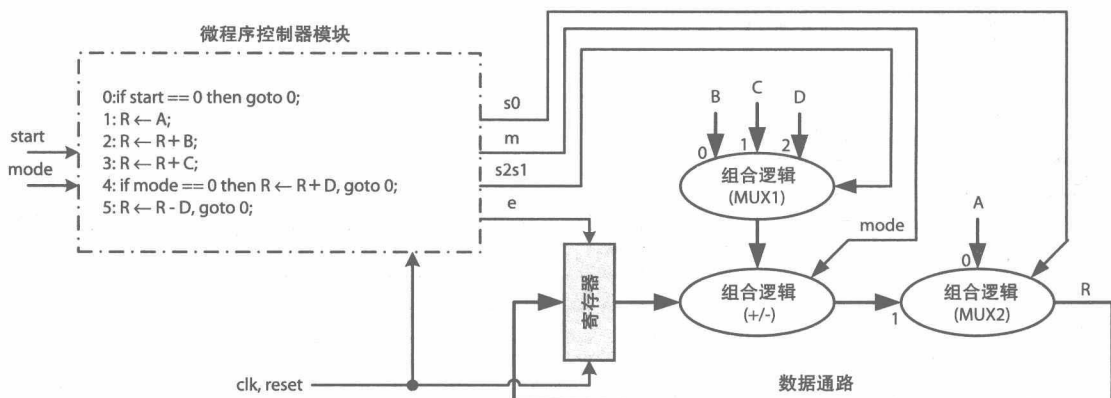 微程序控制器模块
0:if start == 0 then goto 0;
1: R ← A;
2: R ← R + B;
3: R ← R + C;
4: if mode == 0 then R ← R + D, goto 0;
5: R ← R - D, goto 0;
start
mode
s0
m
s2s1
e
B
C
D
0
1
2
组合逻辑
(MUX1)
A
mode
0
寄存器
组合逻辑
(+/-)
1
组合逻辑
(MUX2)
R
clk, reset
数据通路